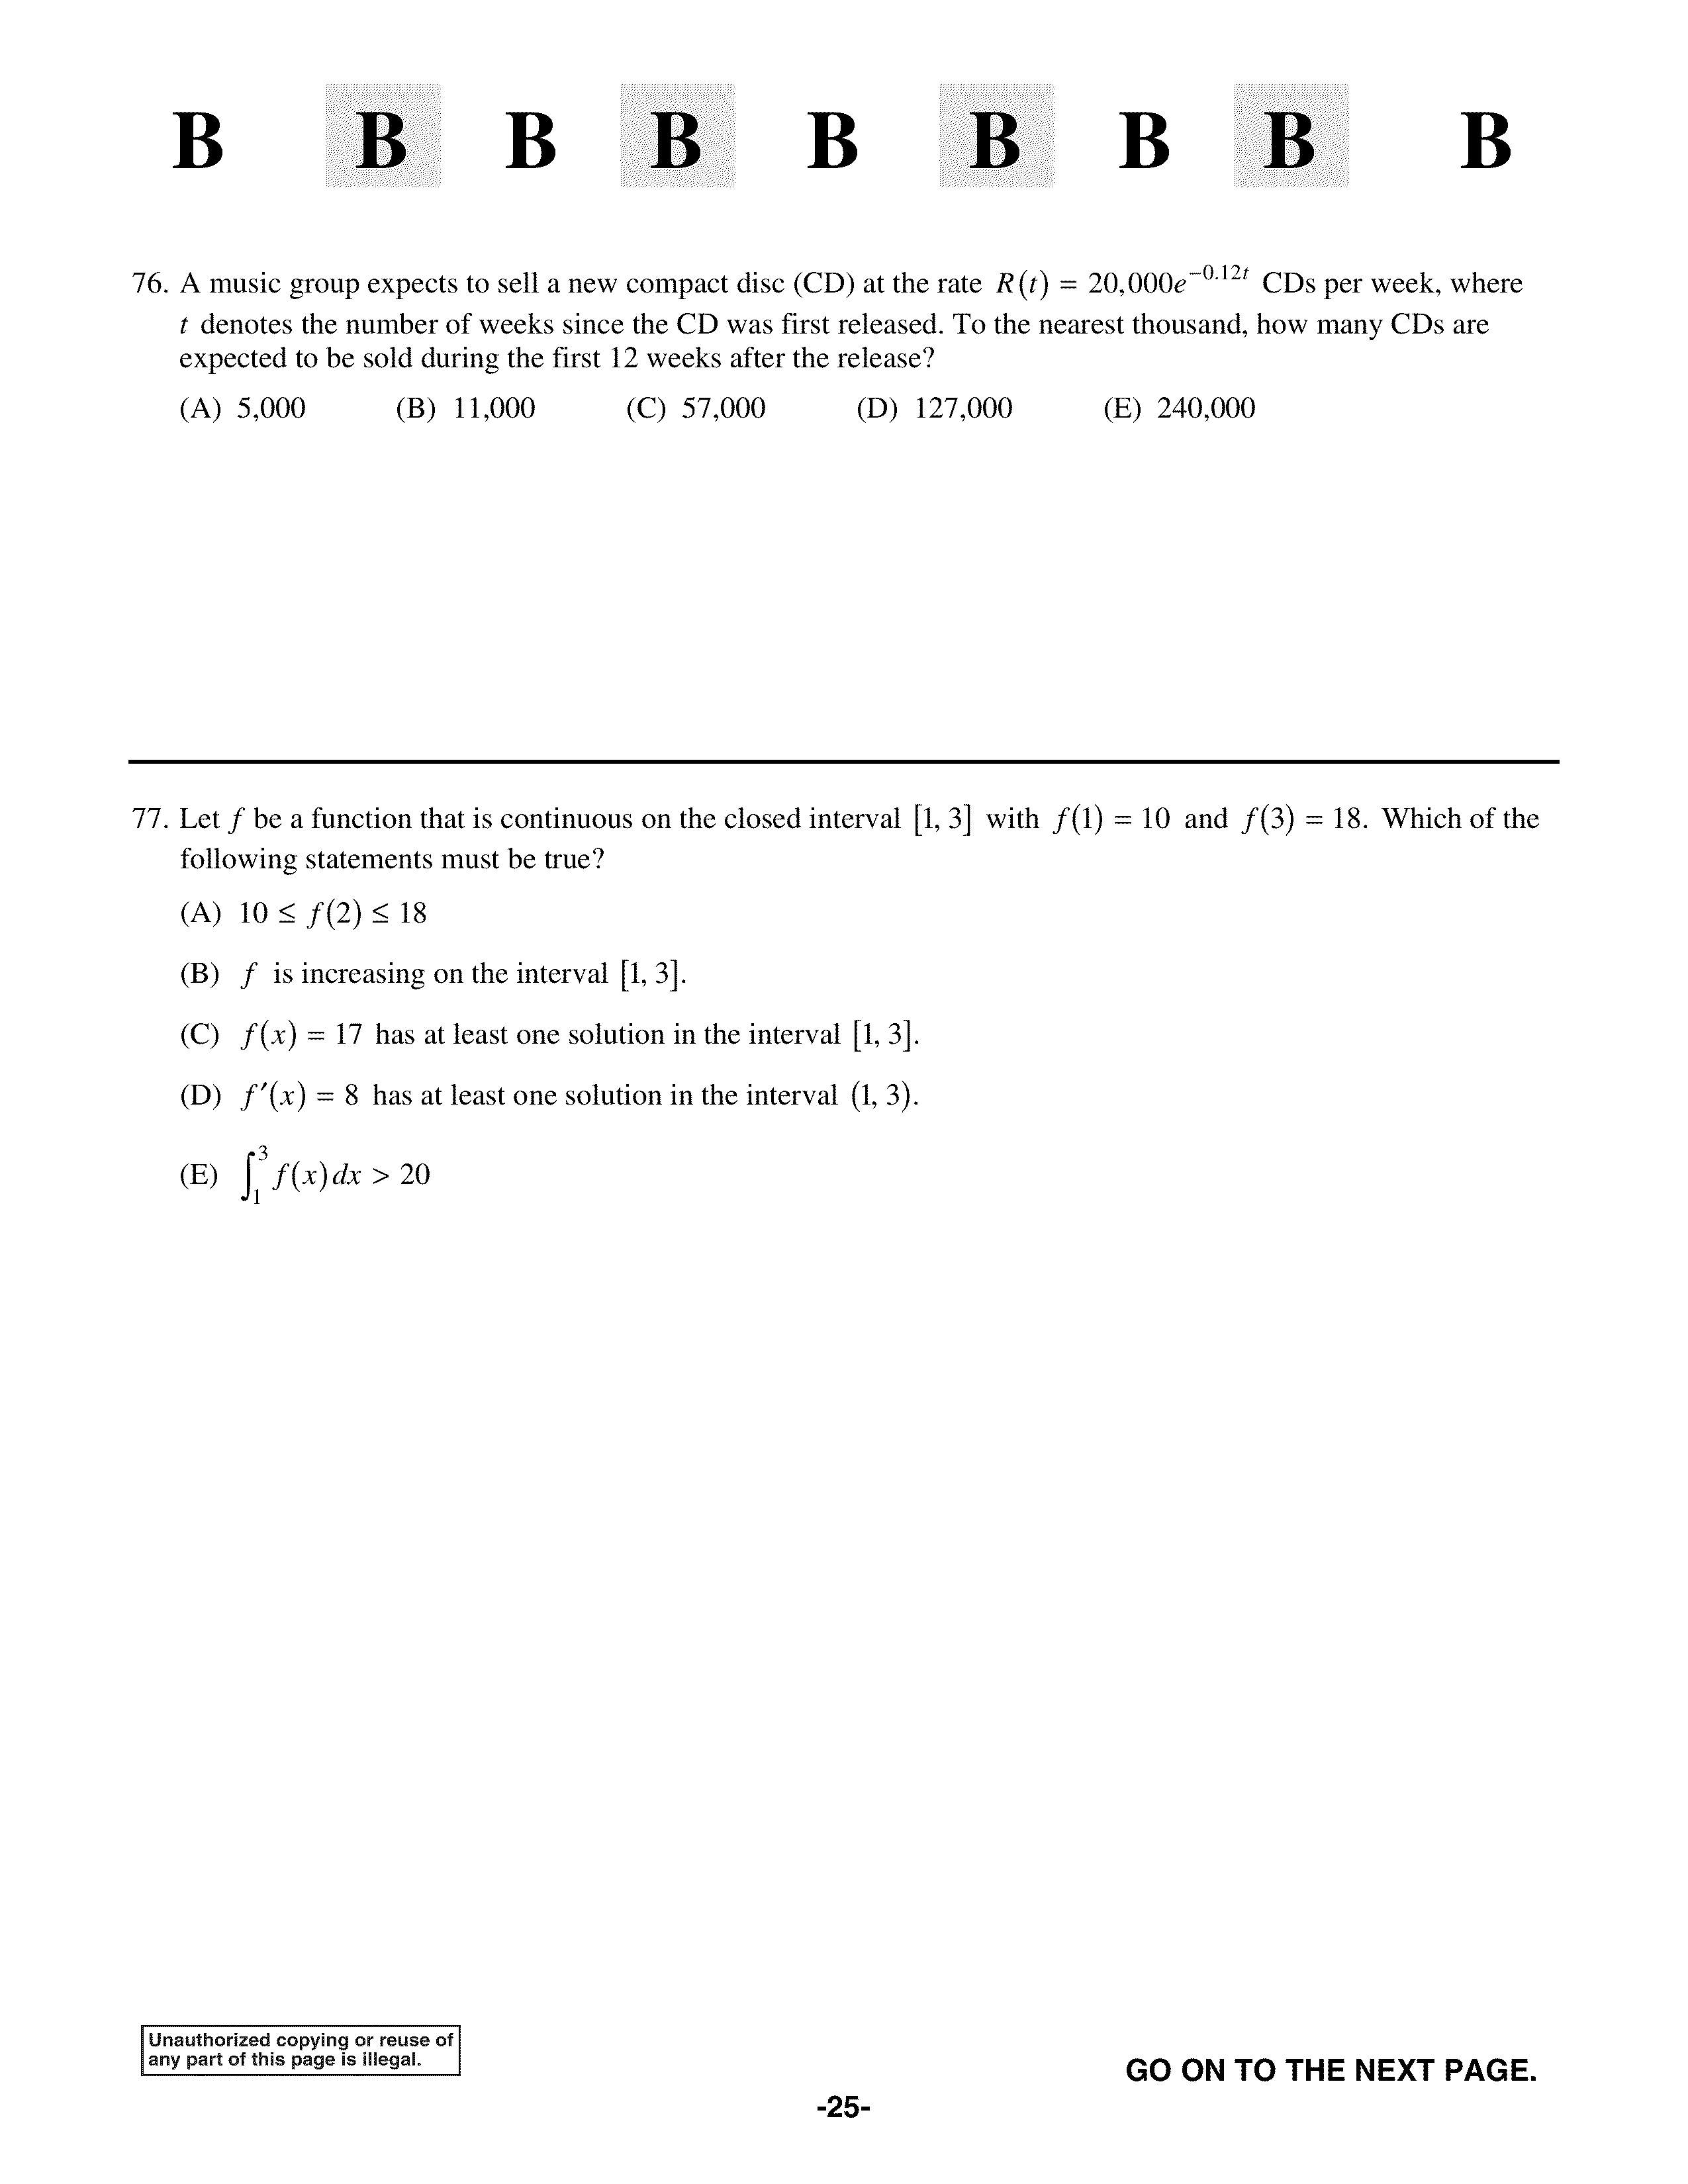 B B B B B B B B B
76. A music group expects to sell a new compact disc (CD) at the rate R(t) = 20,000e^{-0.12t} CDs per week, where
t denotes the number of weeks since the CD was first released. To the nearest thousand, how many CDs are
expected to be sold during the first 12 weeks after the release?
(A) 5,000 (B) 11,000 (C) 57,000 (D) 127,000 (E) 240,000
77. Let f be a function that is continuous on the closed interval [1, 3] with f(1) = 10 and f(3) = 18. Which of the
following statements must be true?
(A) 10 ≤ f(2) ≤ 18
(B) f is increasing on the interval [1, 3].
(C) f(x) = 17 has at least one solution in the interval [1, 3].
(D) f′(x) = 8 has at least one solution in the interval (1, 3).
(E) ∫_1^3 f(x) dx > 20
Unauthorized copying or reuse of
any part of this page is illegal.
GO ON TO THE NEXT PAGE.
-25-